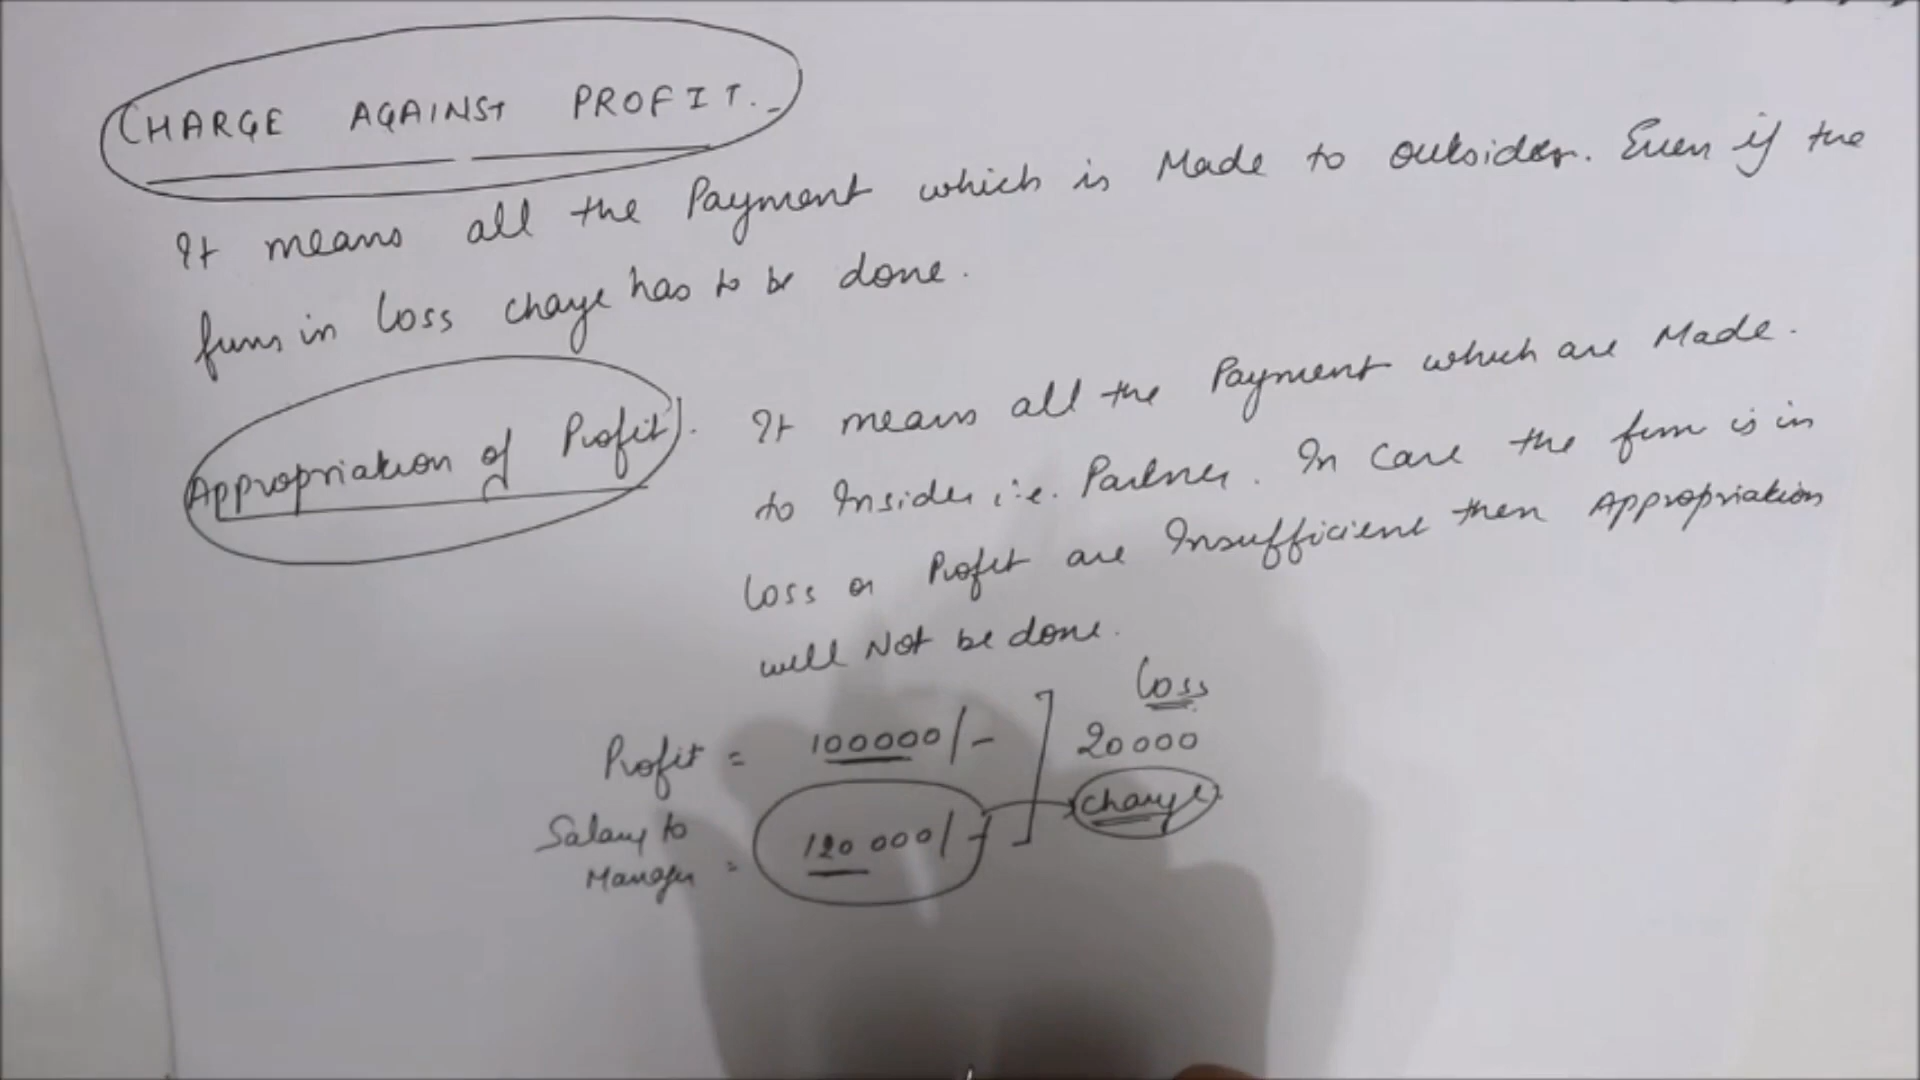 CHARGE AGAINST PROFIT.
It means all the Payment which is Made to outsider. Even if the
firms in loss charge has to be done.
Appropriation of Profit). It means all the Payment which are Made.
to Insider i.e. Partner. In Case the firm is in
loss or Profit are Insufficient then Appropriation
will Not be done.
Loss
Profit = 100000/- 20000
Salary to
Manager = 120000/- charge